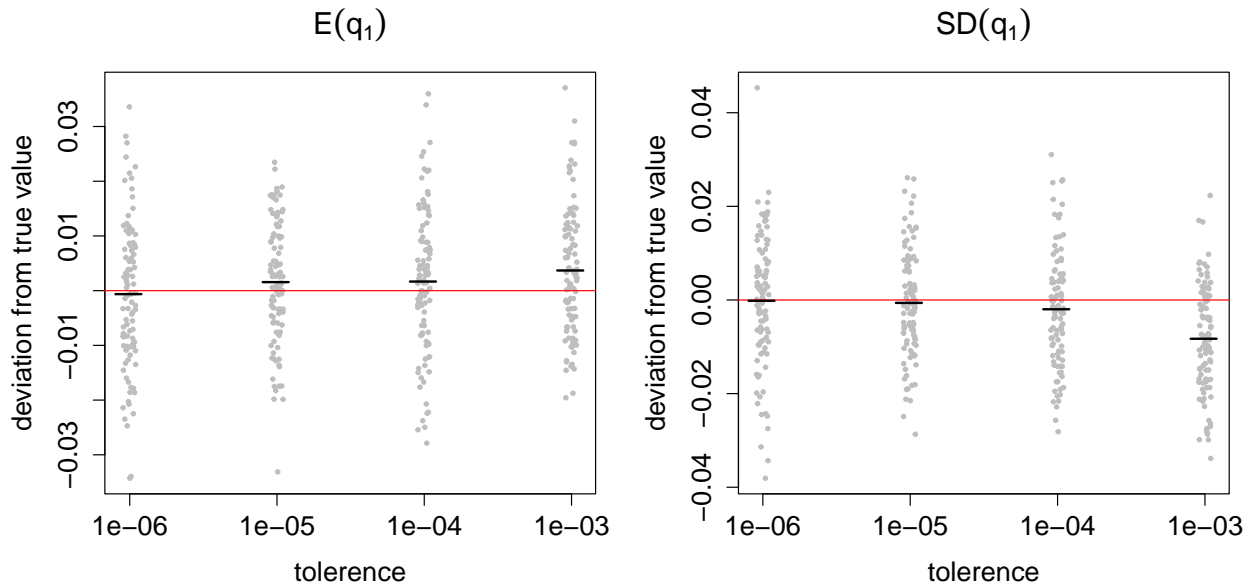 E(q1)
deviation from true value
0.03
0.01
−0.01
−0.03
1e−06 1e−05 1e−04 1e−03
tolerence
SD(q1)
deviation from true value
0.04
0.02
0.00
−0.02
−0.04
1e−06 1e−05 1e−04 1e−03
tolerence